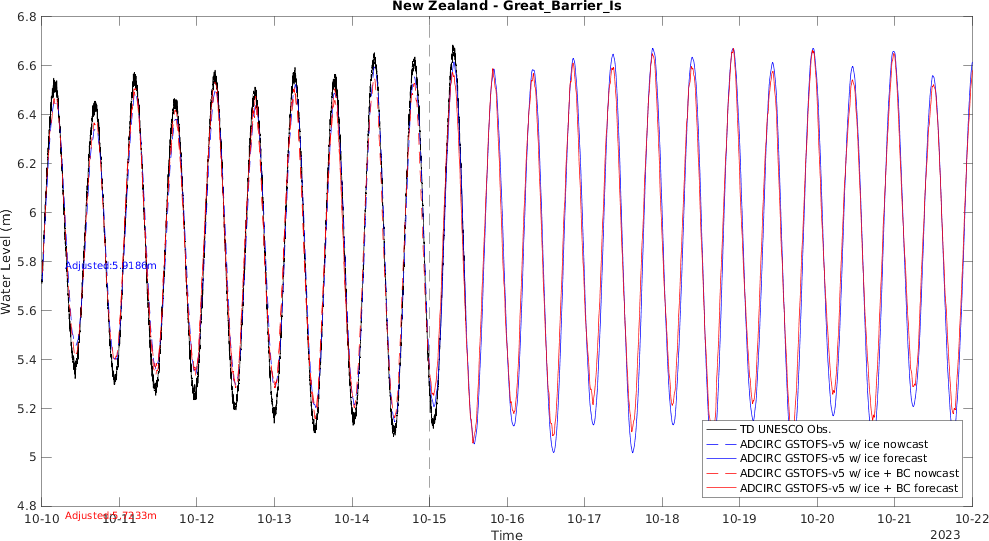 New Zealand - Great_Barrier_Is
6.8
6.6
6.4
6.2
6
5.8
5.6
5.4
5.2
5
4.8
Water Level (m)
Adjusted:5.9186m
Adjusted:5.7233m
TD UNESCO Obs.
ADCIRC GSTOFS-v5 w/ ice nowcast
ADCIRC GSTOFS-v5 w/ ice forecast
ADCIRC GSTOFS-v5 w/ ice + BC nowcast
ADCIRC GSTOFS-v5 w/ ice + BC forecast
10-10 10-11 10-12 10-13 10-14 10-15 10-16 10-17 10-18 10-19 10-20 10-21 10-22
Time
2023